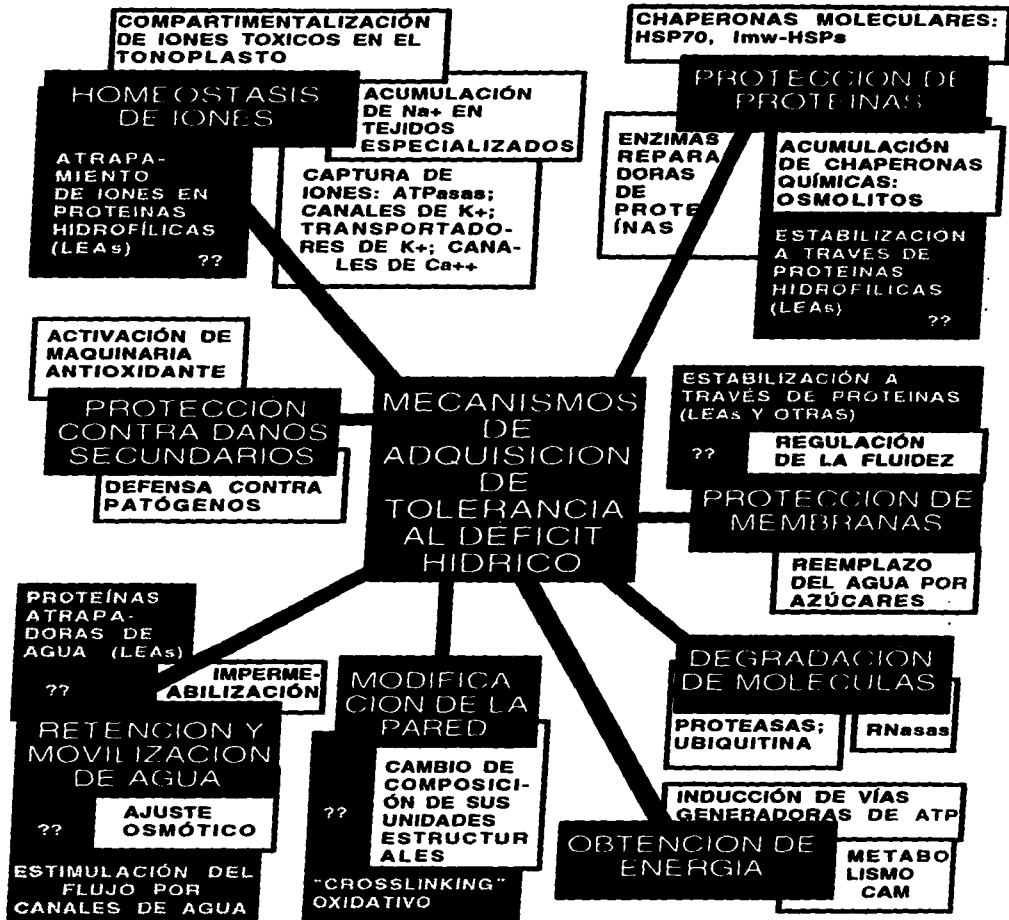 COMPARTIMENTALIZACIÓN
DE IONES TOXICOS EN EL
TONOPLASTO
HOMEOSTASIS
DE IONES
ACUMULACIÓN
DE Na+ EN
TEJIDOS
ESPECIALIZADOS
ATRAPA-
MIENTO
DE IONES EN
PROTEINAS
HIDROFÍLICAS
(LEAs)
??
CAPTURA DE
IONES: ATPasas;
CANALES DE K+;
TRANSPORTADO-
RES DE K+; CANA-
LES DE Ca++
CHAPERONAS MOLECULARES:
HSP70, lmw-HSPs
PROTECCION DE
PROTEINAS
ENZIMAS
REPARA
DORAS
DE
PROTE
ÍNAS
ACUMULACIÓN
DE CHAPERONAS
QUÍMICAS:
OSMOLITOS
ESTABILIZACIÓN
A TRAVÉS DE
PROTEINAS
HIDROFILICAS
(LEAs)
??
ACTIVACIÓN DE
MAQUINARIA
ANTIOXIDANTE
PROTECCIÓN
CONTRA DANOS
SECUNDARIOS
DEFENSA CONTRA
PATÓGENOS
MECANISMOS
DE
ADQUISICION
DE
TOLERANCIA
AL DÉFICIT
HIDRICO
ESTABILIZACIÓN A
TRAVÉS DE PROTEINAS
(LEAs Y OTRAS)
??
REGULACIÓN
DE LA FLUIDEZ
PROTECCION DE
MEMBRANAS
REEMPLAZO
DEL AGUA POR
AZÚCARES
PROTEÍNAS
ATRAPA-
DORAS DE
AGUA (LEAs)
??
IMPERME-
ABILIZACIÓN
RETENCION Y
MOVILIZACION
DE AGUA
AJUSTE
OSMÓTICO
??
ESTIMULACIÓN DEL
FLUJO POR
CANALES DE AGUA
MODIFICA
CION DE LA
PARED
CAMBIO DE
COMPOSICI-
ÓN DE SUS
UNIDADES
ESTRUCTUR
ALES
??
"CROSSLINKING"
OXIDATIVO
DEGRADACION
DE MOLECULAS
PROTEASAS;
UBIQUITINA
RNasas
INDUCCIÓN DE VÍAS
GENERADORAS DE ATP
OBTENCION DE
ENERGIA
METABO
LISMO
CAM